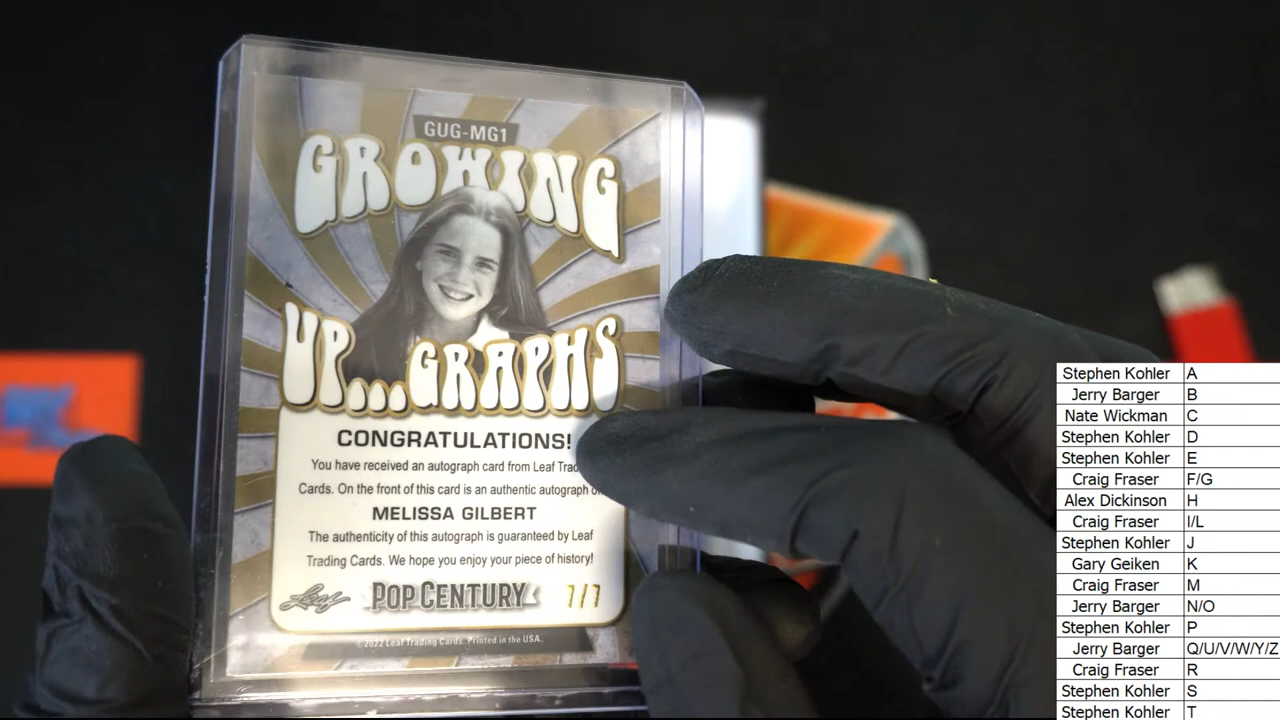 GUG-MG1
GROWING
UP...GRAPHS
CONGRATULATIONS!
You have received an autograph card from Leaf
Cards. On the front of this card is an authentic autograph
MELISSA GILBERT
The authenticity of this autograph is guaranteed by Leaf
Trading Cards. We hope you enjoy your piece of history!
Leaf POP CENTURY 7/7
©2022 Leaf Trading Cards. Printed in the USA.
Stephen Kohler A
Jerry Barger B
Nate Wickman C
Stephen Kohler D
Stephen Kohler E
Craig Fraser F/G
Alex Dickinson H
Craig Fraser I/L
Stephen Kohler J
Gary Geiken K
Craig Fraser M
Jerry Barger N/O
Stephen Kohler P
Jerry Barger Q/U/V/W/Y/Z
Craig Fraser R
Stephen Kohler S
Stephen Kohler T